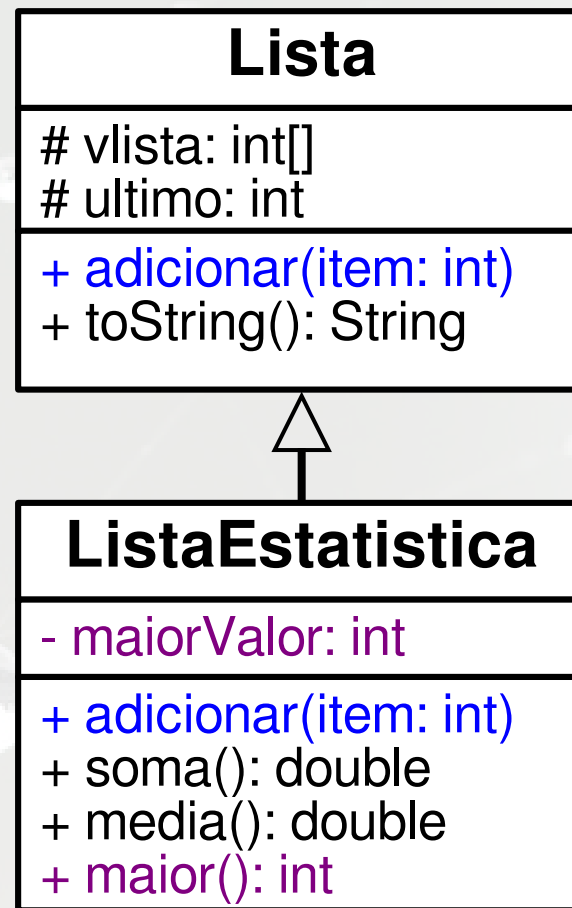 Lista
# vlista: int[]
# ultimo: int
+ adicionar(item: int)
+ toString(): String
ListaEstatistica
- maiorValor: int
+ adicionar(item: int)
+ soma(): double
+ media(): double
+ maior(): int